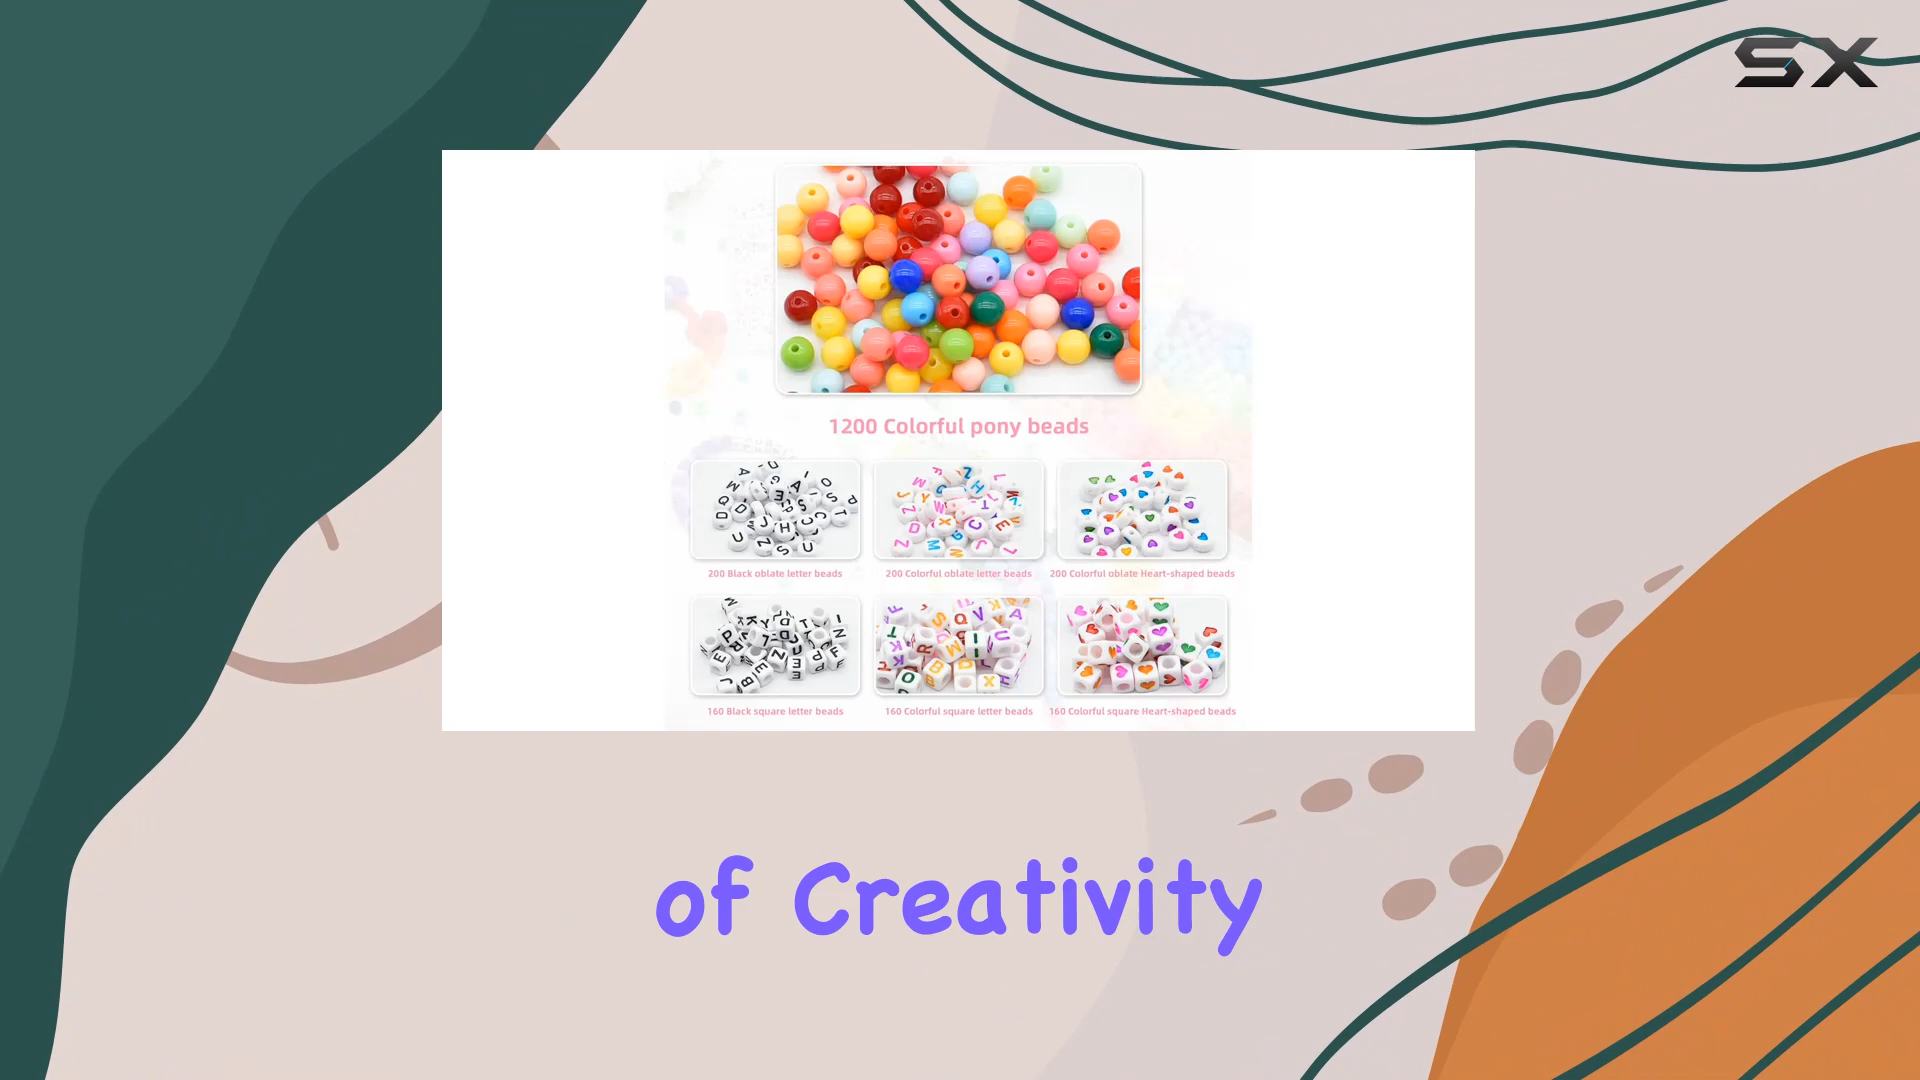 SX
1200 Colorful pony beads
200 Black oblate letter beads
200 Colorful oblate letter beads
200 Colorful oblate Heart-shaped beads
160 Black square letter beads
160 Colorful square letter beads
160 Colorful square Heart-shaped beads
of Creativity